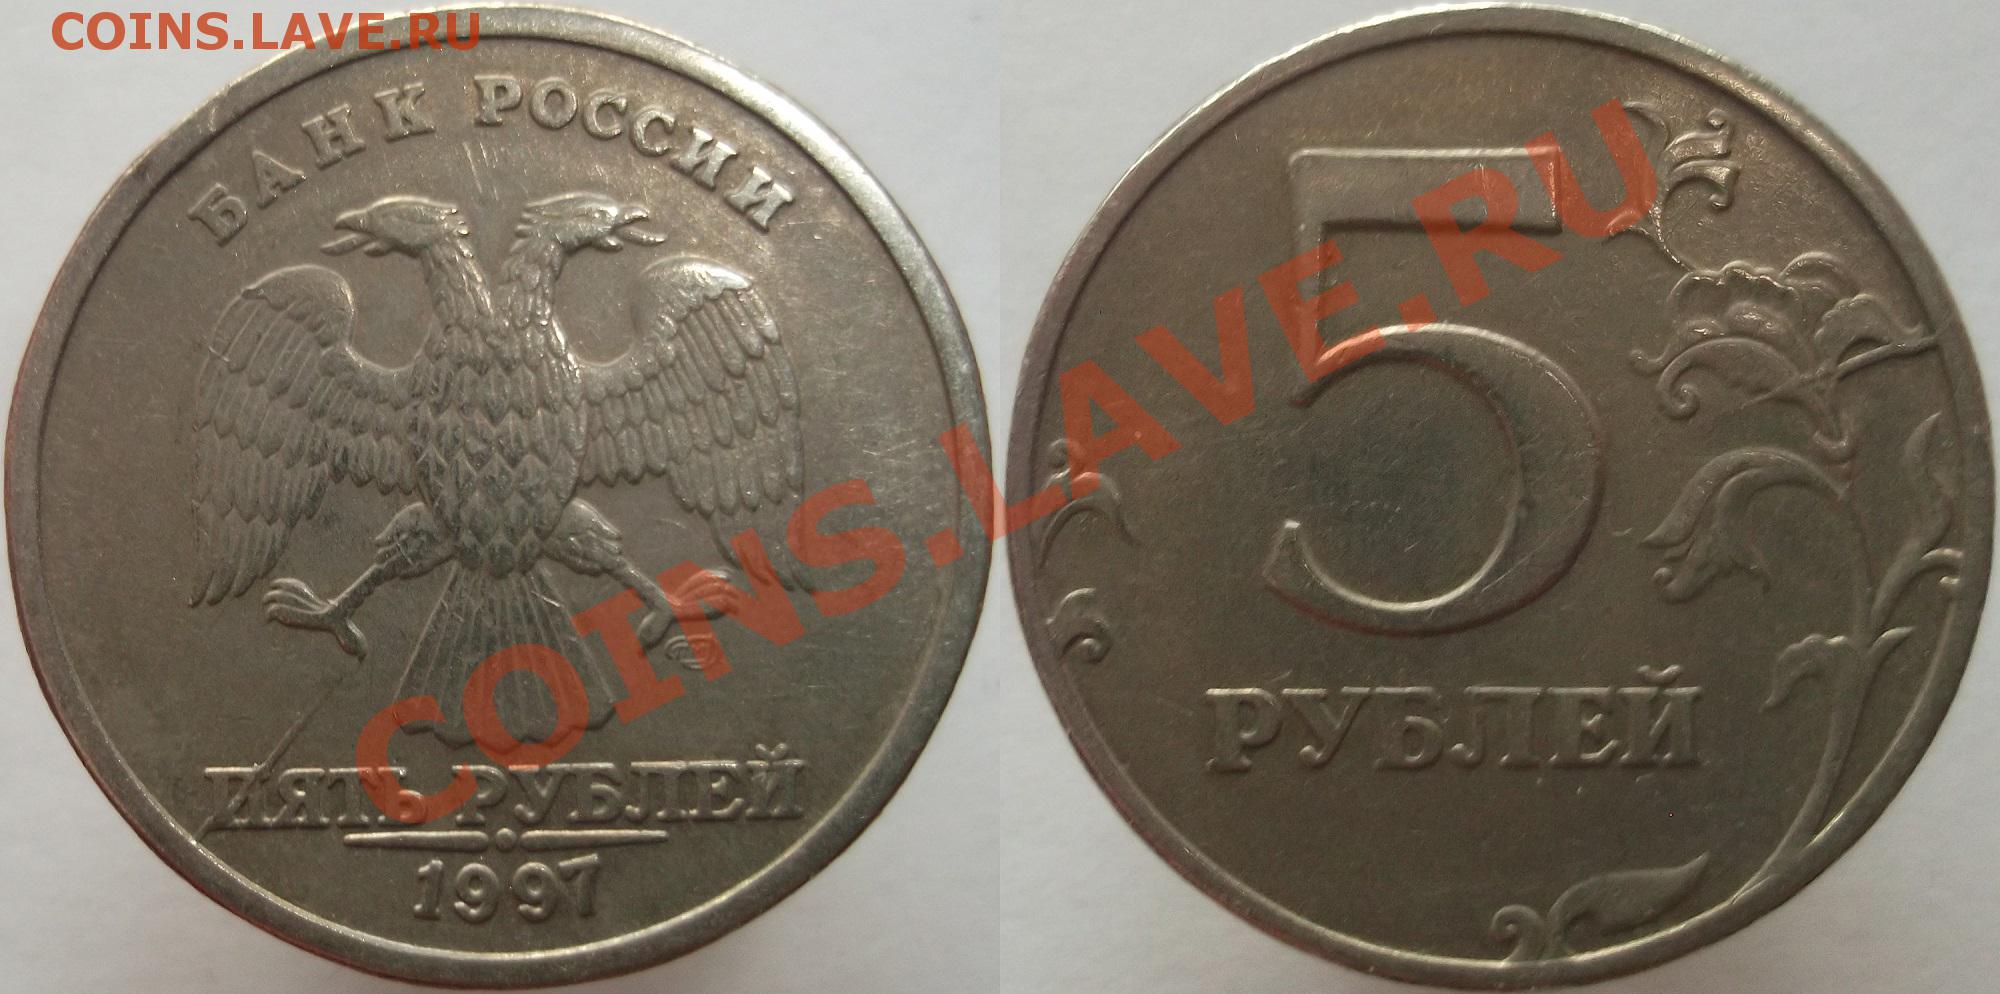 COINS.LAVE.RU
БАНК РОССИИ
ПЯТЬ РУБЛЕЙ
1997
5
РУБЛЕЙ
COINS.LAVE.RU